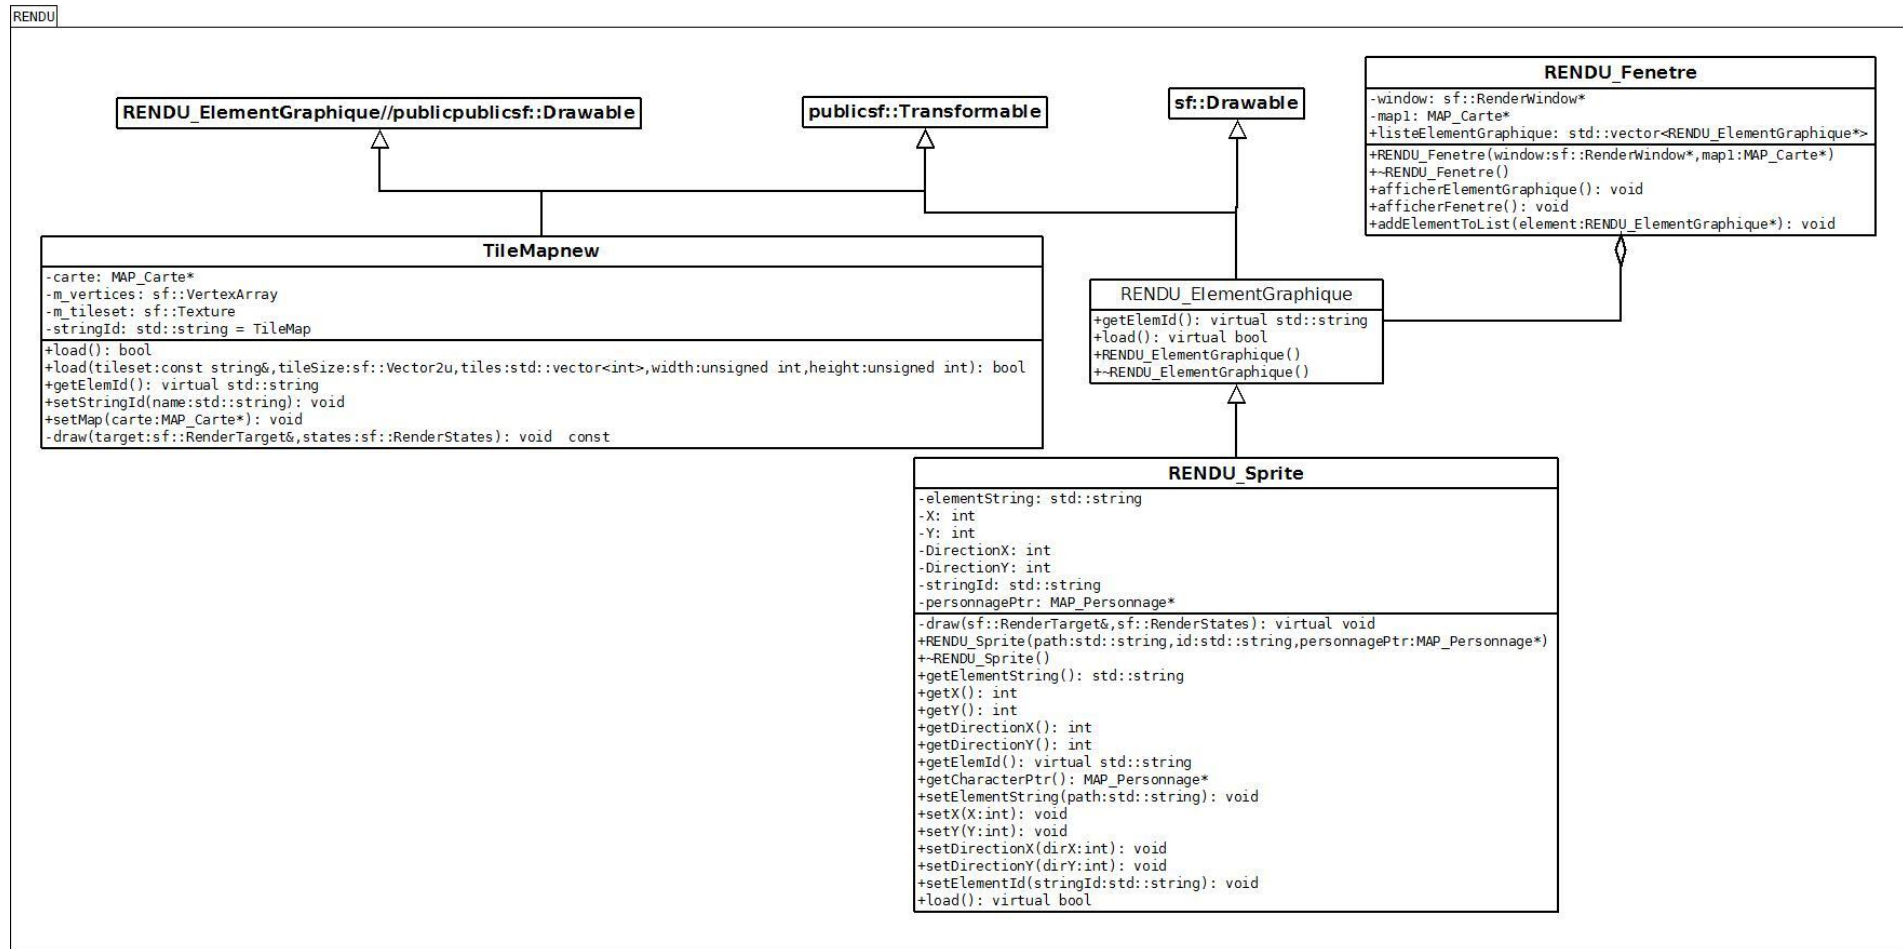 RENDU
RENDU_ElementGraphique//publicpublicsf::Drawable
publicsf::Transformable
sf::Drawable
RENDU_Fenetre
-window: sf::RenderWindow*
-map1: MAP_Carte*
+listeElementGraphique: std::vector<RENDU_ElementGraphique*>
+RENDU_Fenetre(window:sf::RenderWindow*,map1:MAP_Carte*)
+~RENDU_Fenetre()
+afficherElementGraphique(): void
+afficherFenetre(): void
+addElementToList(element:RENDU_ElementGraphique*): void
TileMapnew
-carte: MAP_Carte*
-m_vertices: sf::VertexArray
-m_tileset: sf::Texture
-stringId: std::string = TileMap
+load(): bool
+load(tileset:const string&,tileSize:sf::Vector2u,tiles:std::vector<int>,width:unsigned int,height:unsigned int): bool
+getElemId(): virtual std::string
+setStringId(name:std::string): void
+setMap(carte:MAP_Carte*): void
-draw(target:sf::RenderTarget&,states:sf::RenderStates): void const
RENDU_ElementGraphique
+getElemId(): virtual std::string
+load(): virtual bool
+RENDU_ElementGraphique()
+~RENDU_ElementGraphique()
RENDU_Sprite
-elementString: std::string
-X: int
-Y: int
-DirectionX: int
-DirectionY: int
-stringId: std::string
-personnagePtr: MAP_Personnage*
-draw(sf::RenderTarget&,sf::RenderStates): virtual void
+RENDU_Sprite(path:std::string,id:std::string,personnagePtr:MAP_Personnage*)
+~RENDU_Sprite()
+getElementString(): std::string
+getX(): int
+getY(): int
+getDirectionX(): int
+getDirectionY(): int
+getElemId(): virtual std::string
+getCharacterPtr(): MAP_Personnage*
+setElementString(path:std::string): void
+setX(X:int): void
+setY(Y:int): void
+setDirectionX(dirX:int): void
+setDirectionY(dirY:int): void
+setElementId(stringId:std::string): void
+load(): virtual bool